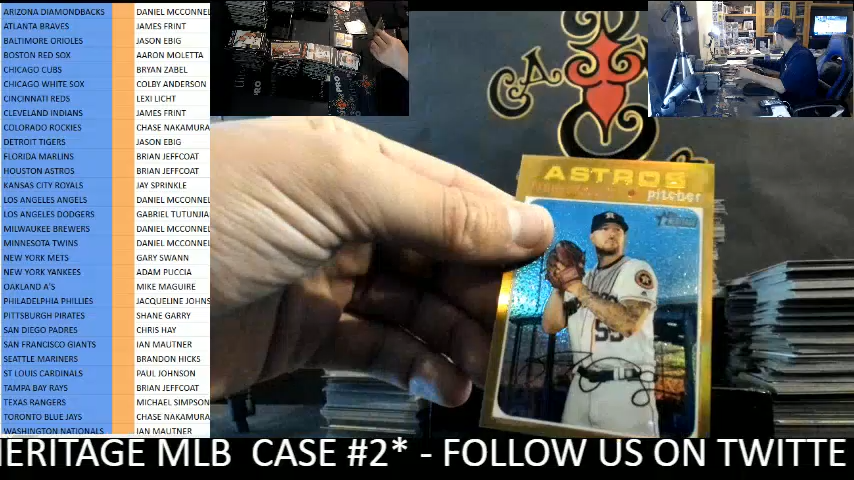 ARIZONA DIAMONDBACKS DANIEL MCCONNEL
ATLANTA BRAVES JAMES FRINT
BALTIMORE ORIOLES JASON EBIG
BOSTON RED SOX AARON MOLETTA
CHICAGO CUBS BRYAN ZABEL
CHICAGO WHITE SOX COLBY ANDERSON
CINCINNATI REDS LEXI LICHT
CLEVELAND INDIANS JAMES FRINT
COLORADO ROCKIES CHASE NAKAMURA
DETROIT TIGERS JASON EBIG
FLORIDA MARLINS BRIAN JEFFCOAT
HOUSTON ASTROS BRIAN JEFFCOAT
KANSAS CITY ROYALS JAY SPRINKLE
LOS ANGELES ANGELS DANIEL MCCONNEL
LOS ANGELES DODGERS GABRIEL TUTUNJIA
MILWAUKEE BREWERS DANIEL MCCONNEL
MINNESOTA TWINS DANIEL MCCONNEL
NEW YORK METS GARY SWANN
NEW YORK YANKEES ADAM PUCCIA
OAKLAND A'S MIKE MAGUIRE
PHILADELPHIA PHILLIES JACQUELINE JOHNS
PITTSBURGH PIRATES SHANE GARRY
SAN DIEGO PADRES CHRIS HAY
SAN FRANCISCO GIANTS IAN MAUTNER
SEATTLE MARINERS BRANDON HICKS
ST LOUIS CARDINALS PAUL JOHNSON
TAMPA BAY RAYS BRIAN JEFFCOAT
TEXAS RANGERS MICHAEL SIMPSON
TORONTO BLUE JAYS CHASE NAKAMURA
WASHINGTON NATIONALS IAN MAUTNER
ASTROS
pitcher
Heritage
55
ERITAGE MLB CASE #2* - FOLLOW US ON TWITTE